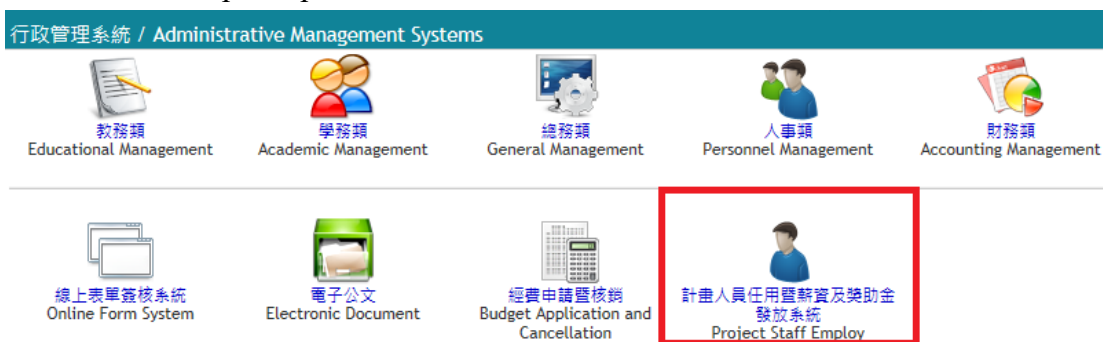 行政管理系統 / Administrative Management Systems
教務類
Educational Management
學務類
Academic Management
總務類
General Management
人事類
Personnel Management
財務類
Accounting Management
線上表單簽核系統
Online Form System
電子公文
Electronic Document
經費申請暨核銷
Budget Application and
Cancellation
計畫人員任用暨薪資及獎助金
發放系統
Project Staff Employ